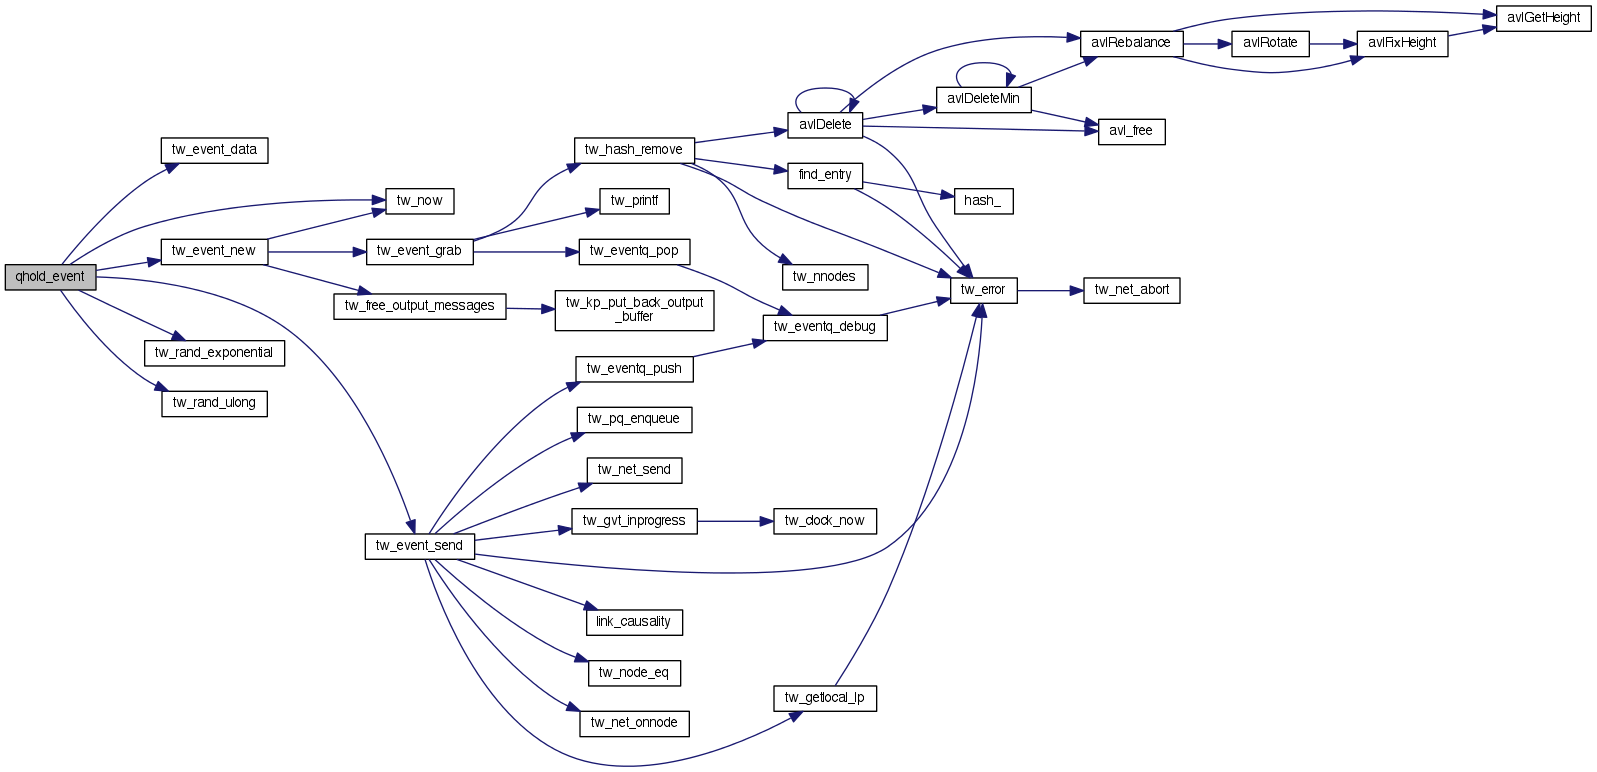 avlGetHeight
avlRebalance
avlRotate
avlFixHeight
avlDeleteMin
avlDelete
avl_free
tw_event_data
tw_hash_remove
find_entry
hash_
tw_now
tw_printf
tw_event_new
tw_event_grab
tw_eventq_pop
qhold_event
tw_nnodes
tw_error
tw_net_abort
tw_free_output_messages
tw_kp_put_back_output
_buffer
tw_eventq_debug
tw_rand_exponential
tw_eventq_push
tw_rand_ulong
tw_pq_enqueue
tw_net_send
tw_gvt_inprogress
tw_clock_now
tw_event_send
link_causality
tw_node_eq
tw_getlocal_lp
tw_net_onnode